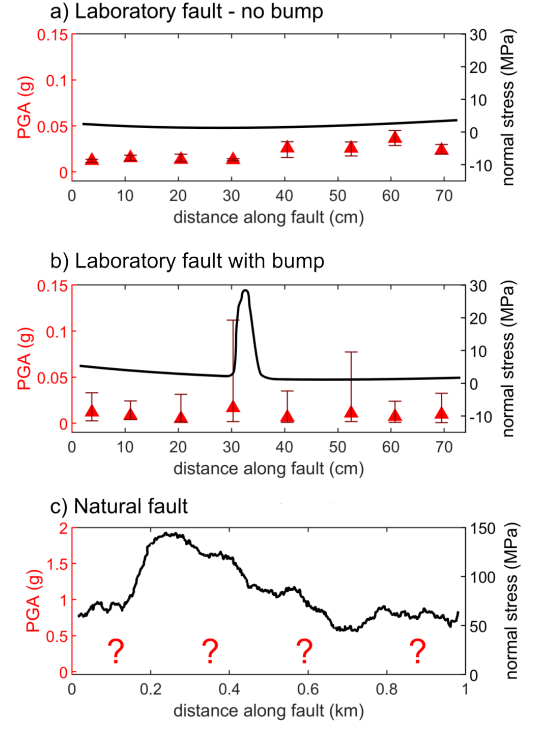 a) Laboratory fault - no bump
0.15
0.1
0.05
0
PGA (g)
30
20
10
0
-10
normal stress (MPa)
0 10 20 30 40 50 60 70
distance along fault (cm)
b) Laboratory fault with bump
0.15
0.1
0.05
0
PGA (g)
30
20
10
0
-10
normal stress (MPa)
0 10 20 30 40 50 60 70
distance along fault (cm)
c) Natural fault
2
1.5
1
0.5
0
PGA (g)
150
100
50
0
normal stress (MPa)
? ? ? ?
0 0.2 0.4 0.6 0.8 1
distance along fault (km)